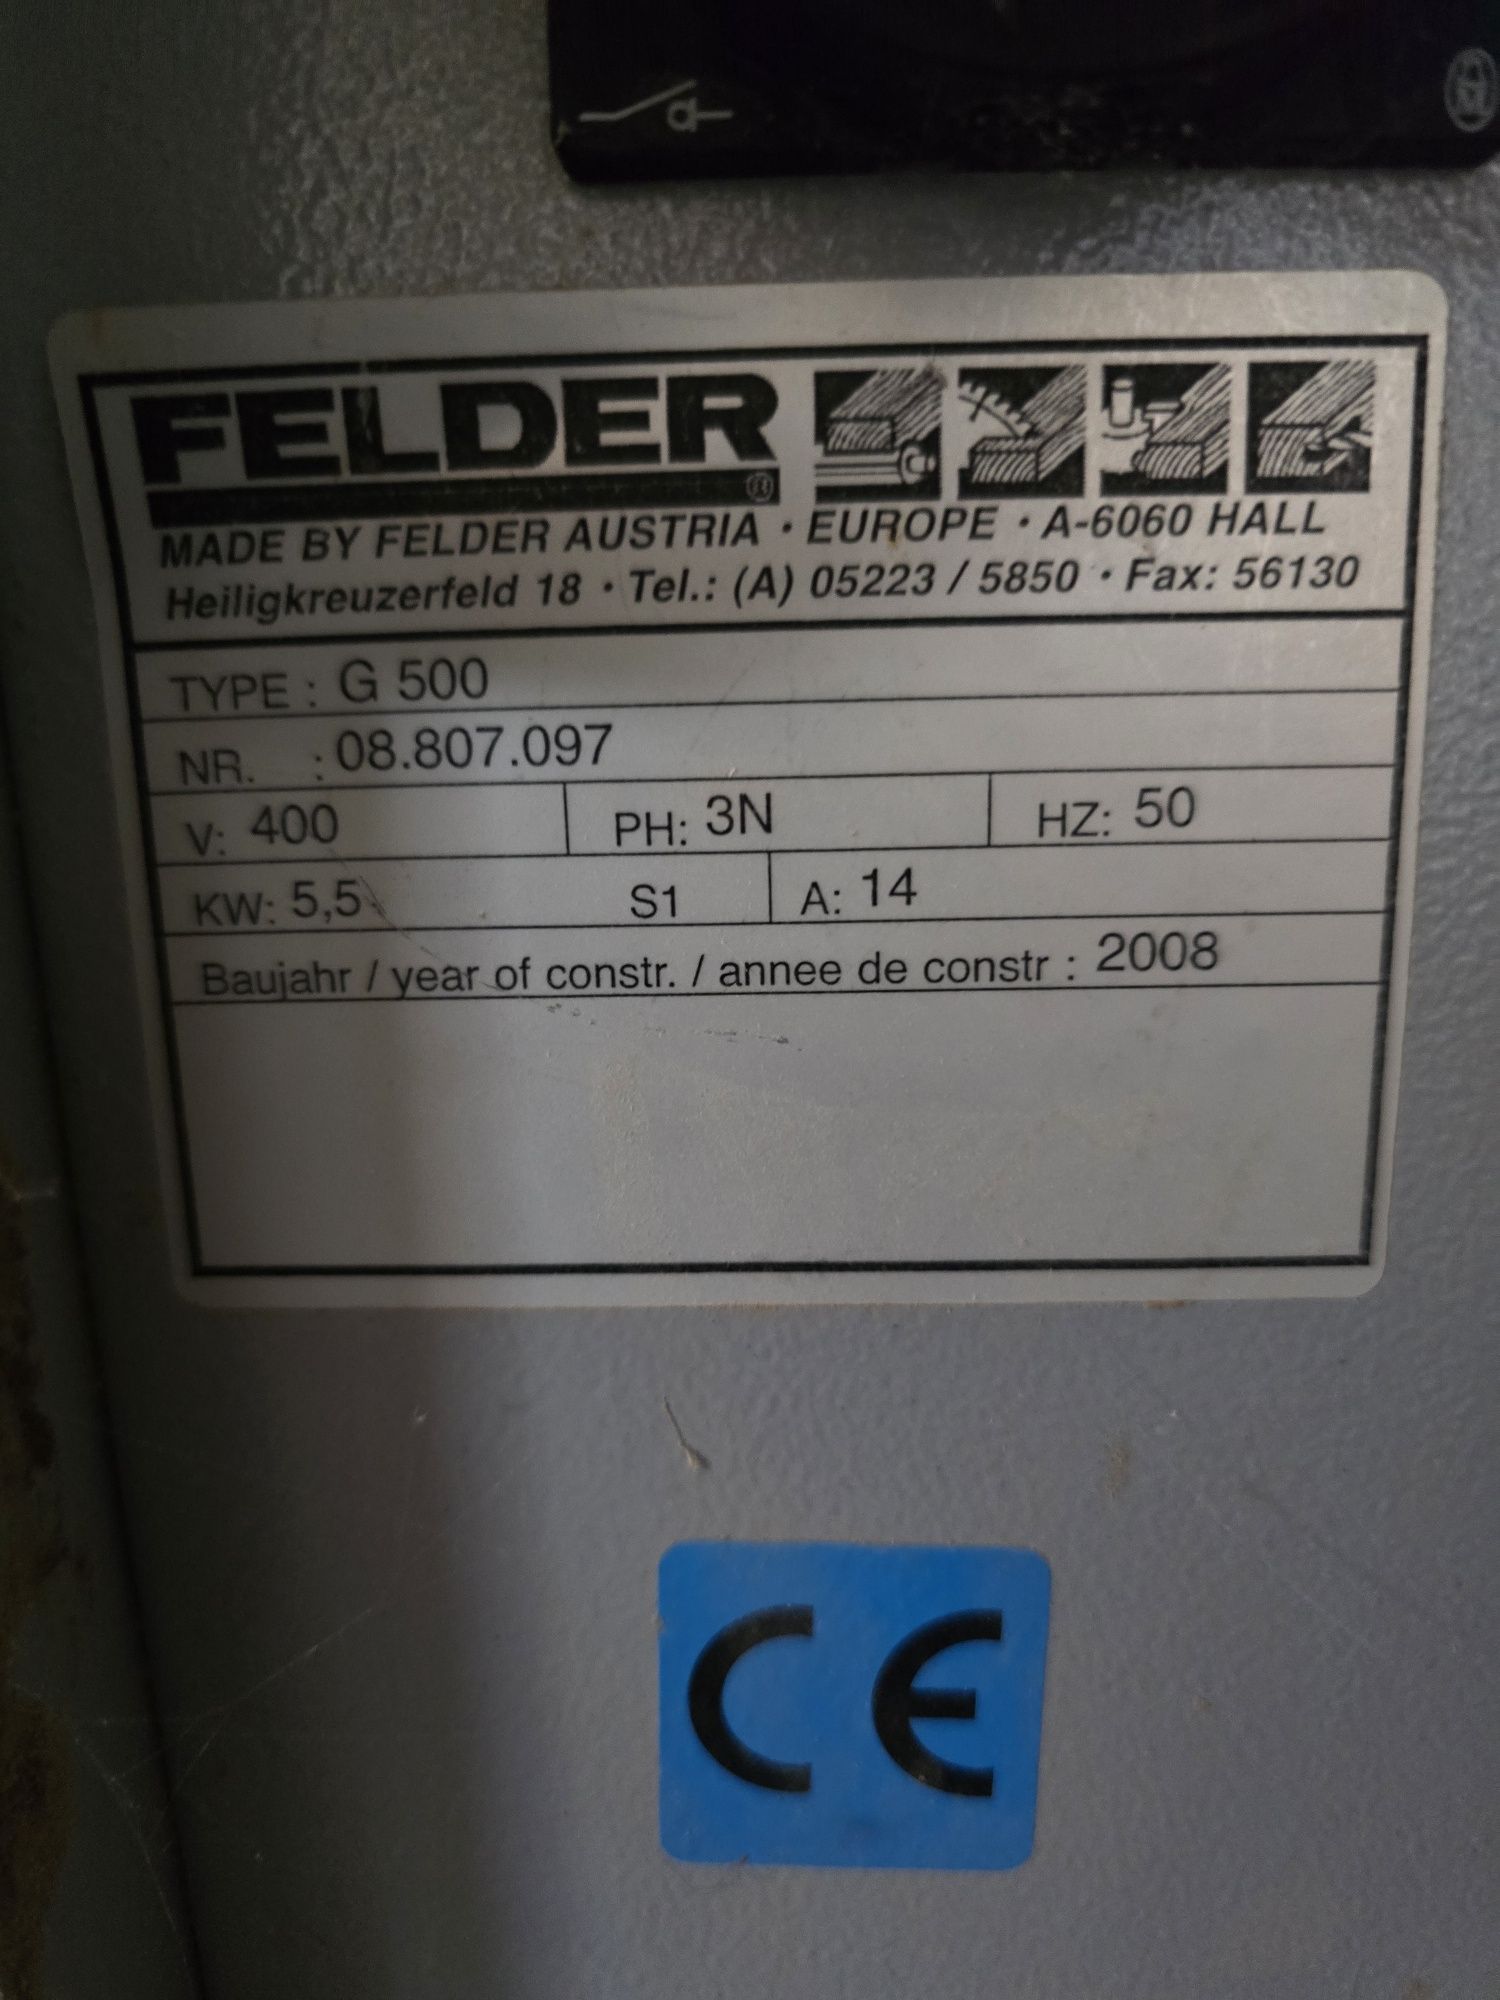 FELDER ®
MADE BY FELDER AUSTRIA · EUROPE · A-6060 HALL
Heiligkreuzerfeld 18 · Tel.: (A) 05223 / 5850 · Fax: 56130
TYPE : G 500
NR. : 08.807.097
V: 400 PH: 3N HZ: 50
KW: 5,5 S1 A: 14
Baujahr / year of constr. / annee de constr : 2008
CE